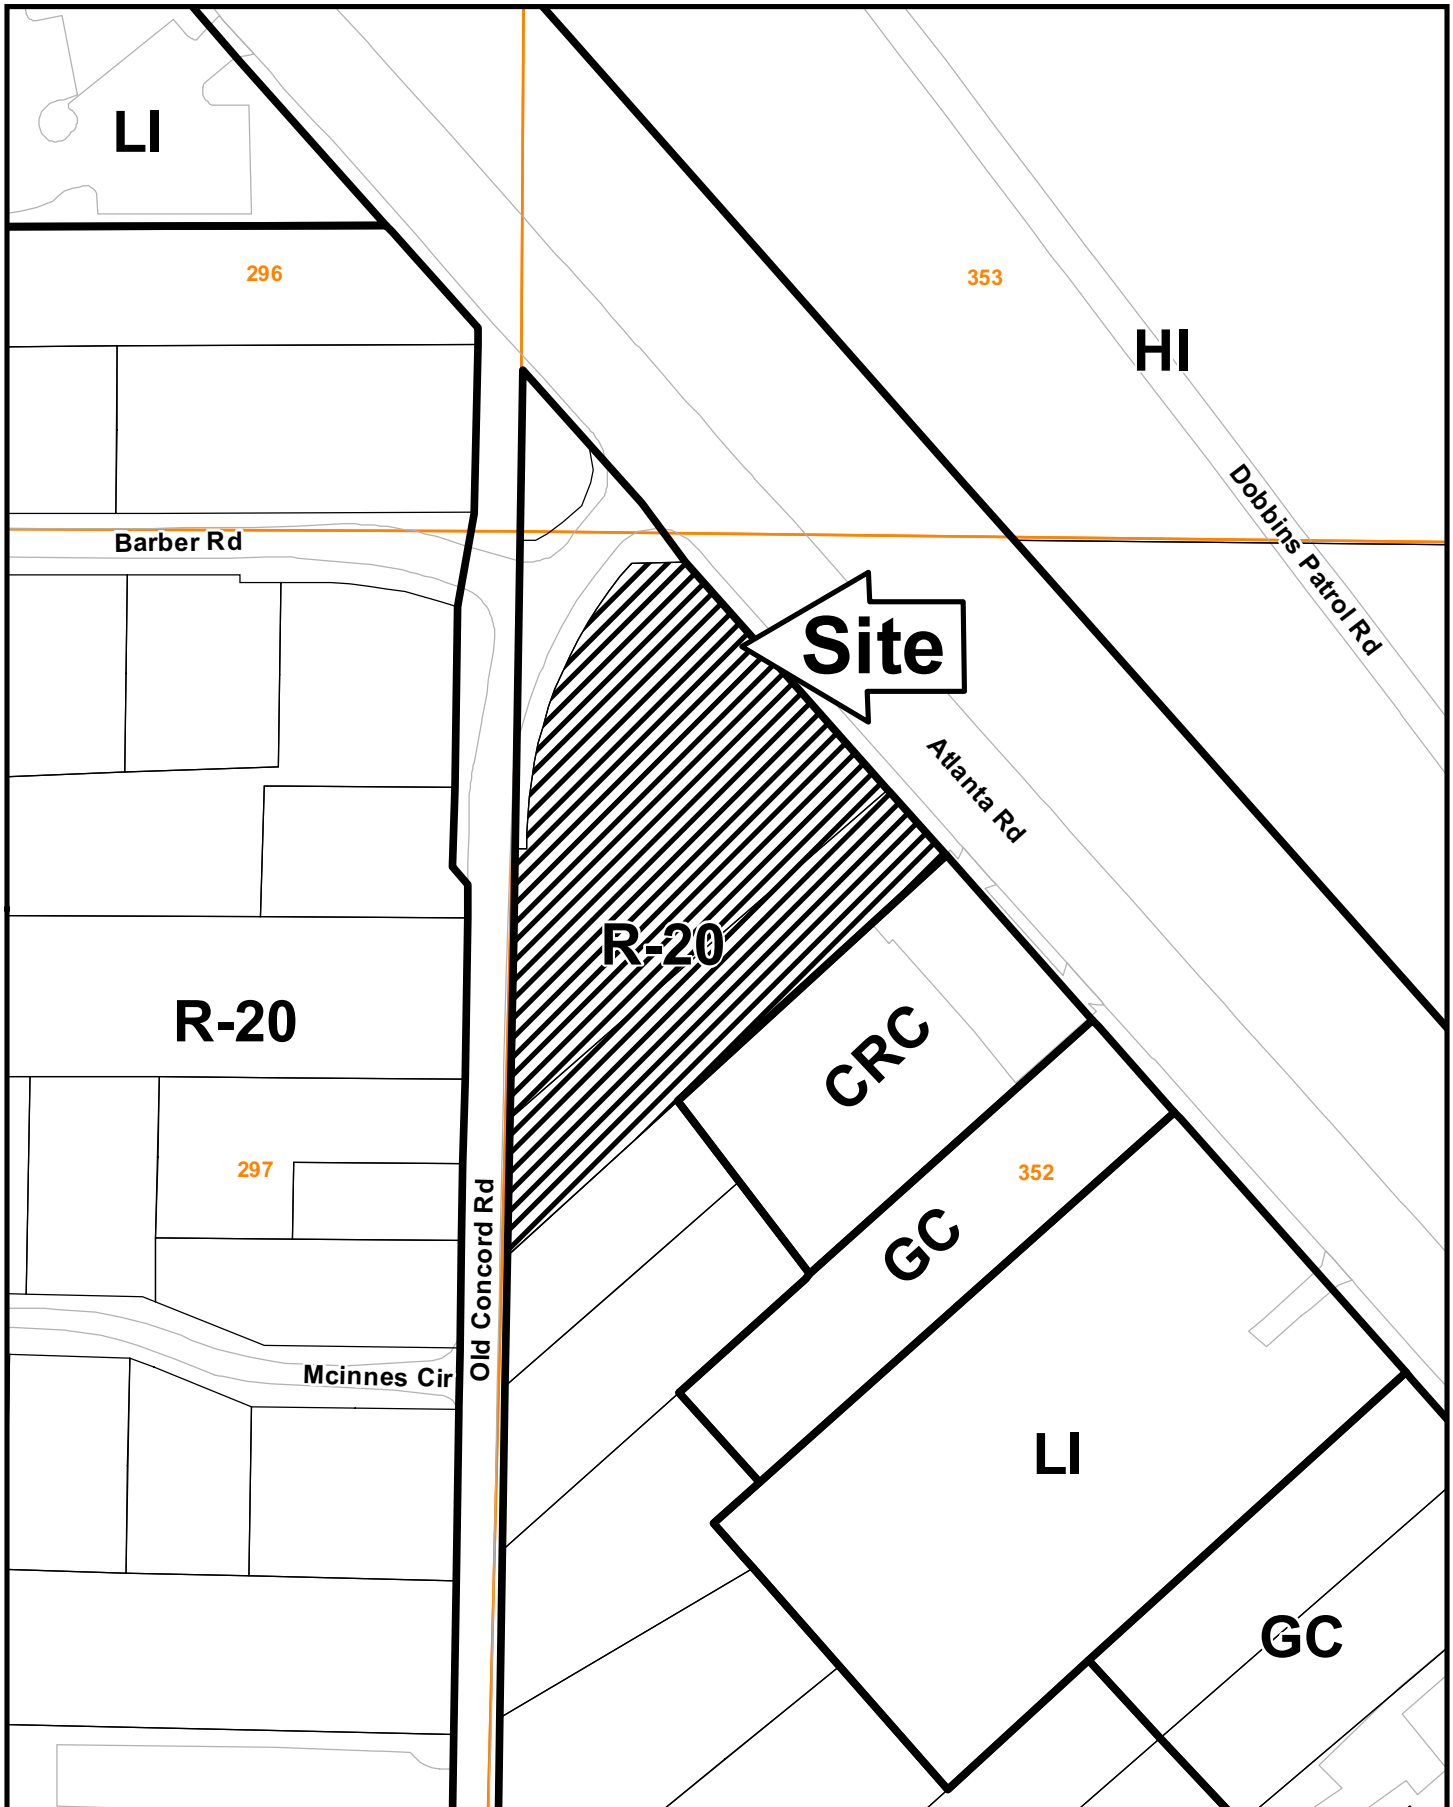 LI
296
353
HI
Dobbins Patrol Rd
Barber Rd
Site
Atlanta Rd
R-20
R-20
CRC
297
352
Old Concord Rd
GC
Mcinnes Cir
LI
GC